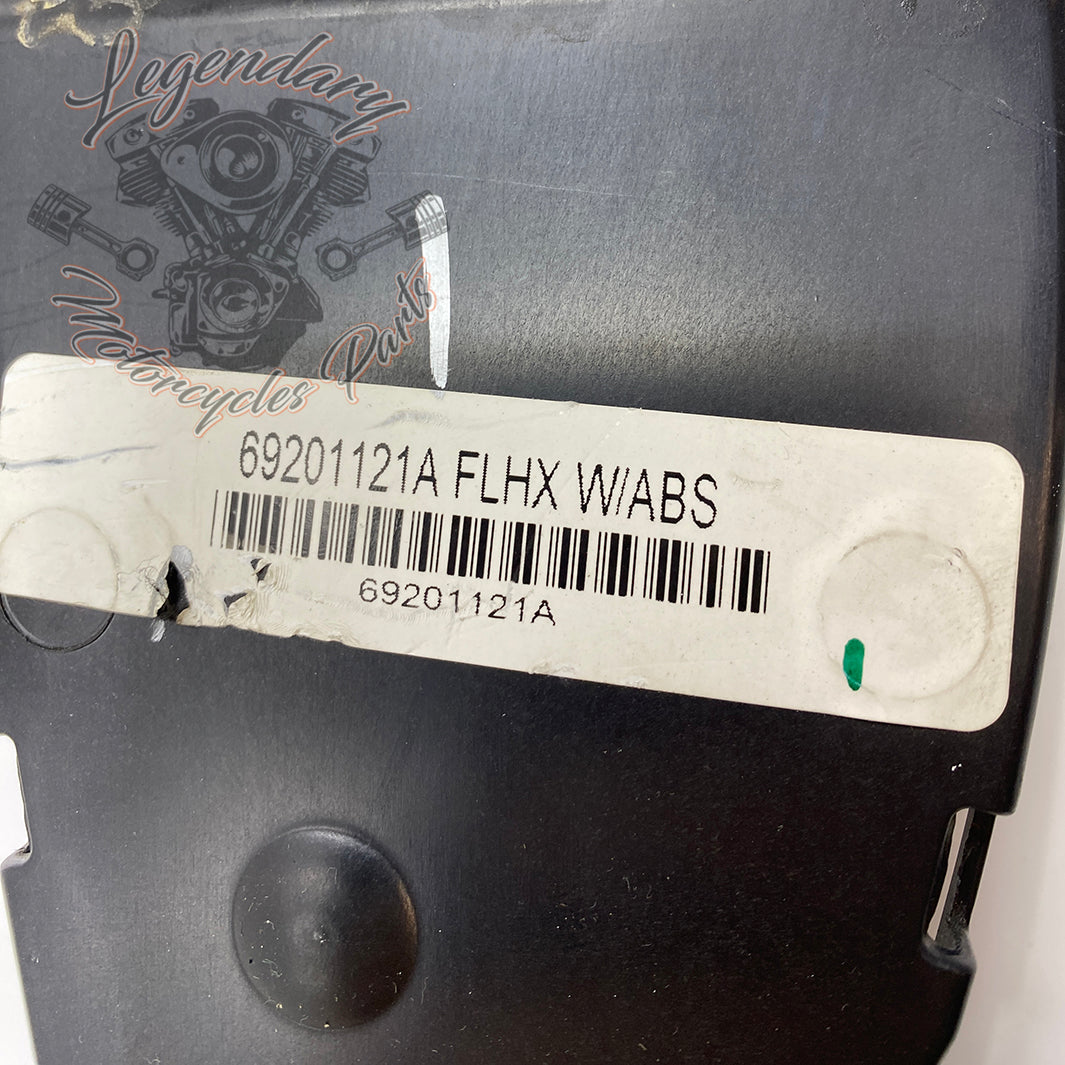 Legendary
Motorcycles Parts
69201121A FLHX W/ABS
69201121A